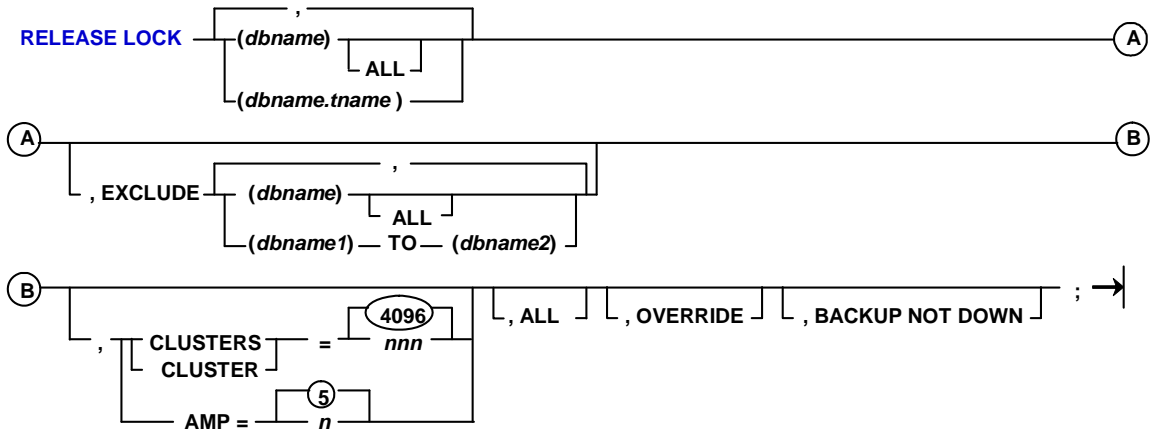 ,
RELEASE LOCK (dbname) A
ALL
(dbname.tname )
A B
,
, EXCLUDE (dbname)
ALL
(dbname1) TO (dbname2)
B , ALL , OVERRIDE , BACKUP NOT DOWN ;
4096
, CLUSTERS = nnn
CLUSTER
5
AMP = n